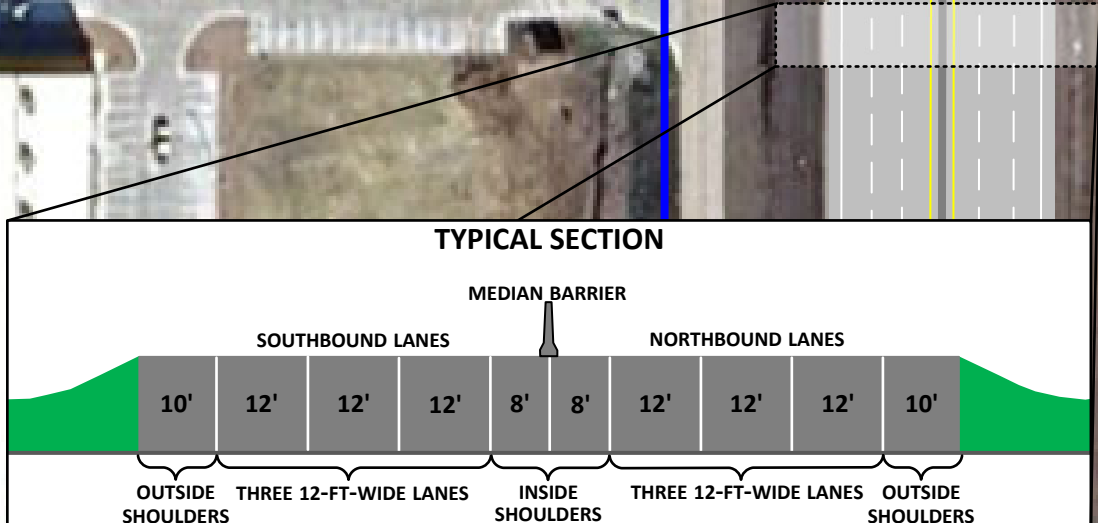 TYPICAL SECTION
MEDIAN BARRIER
SOUTHBOUND LANES NORTHBOUND LANES
10' 12' 12' 12' 8' 8' 12' 12' 12' 10'
OUTSIDE SHOULDERS
THREE 12-FT-WIDE LANES
INSIDE SHOULDERS
THREE 12-FT-WIDE LANES
OUTSIDE SHOULDERS